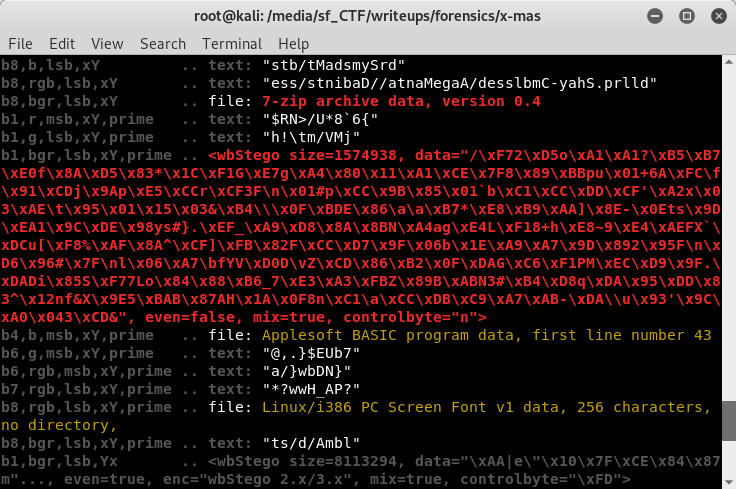 root@kali: /media/sf_CTF/writeups/forensics/x-mas
File Edit View Search Terminal Help
b8,b,lsb,xY .. text: "stb/tMadsmySrd"
b8,rgb,lsb,xY .. text: "ess/stnibaD//atnaMegaA/desslbmC-yahS.prlld"
b8,bgr,lsb,xY .. file: 7-zip archive data, version 0.4
b1,r,msb,xY,prime .. text: "$RN>/U*8`6{"
b1,g,lsb,xY,prime .. text: "h!\tm/VMj"
b1,bgr,lsb,xY,prime .. <wbStego size=1574938, data="/\xF72\xD5o\xA1\xA1?\xB5\xB7
\xE0f\x8A\xD5\x83*\x1C\xF1G\xE7g\xA4\x80\x11\xA1\xCE\x7F8\x89\xBBpu\x01+6A\xFC\f
\x91\xCDj\x9Ap\xE5\xCCr\xCF3F\n\x01#p\xCC\x9B\x85\x01`b\xC1\xCC\xDD\xCF'\xA2x\x0
3\xAE\t\x95\x01\x15\x03&\xB4\\\x0F\xBDE\x86\a\a\xB7*\xE8\xB9\xAA]\x8E-\x0Ets\x9D
\xEA1\x9C\xDE\x98ys#}.\xEF_\xA9\xD8\x8A\x8BN\xA4ag\xE4L\xF18+h\xE8~9\xE4\xAEFX`\
xDCu[\xF8%\xAF\x8A^\xCF]\xFB\x82F\xCC\xD7\x9F\x06b\x1E\xA9\xA7\x9D\x892\x95F\n\x
D6\x96#\x7F\nl\x06\xA7\bfYV\xD0D\vZ\xCD\x86\xB2\x0F\xDAG\xC6\xF1PM\xEC\xD9\x9F.\
xDADi\x85S\xF77Lo\x84\x88\xB6_7\xE3\xA3\xFBZ\x89B\xABN3#\xB4\xD8q\xDA\x95\xDD\x8
3^\x12nf&X\x9E5\xBAB\x87AH\x1A\x0F8n\xC1\a\xCC\xDB\xC9\xA7\xAB-\xDA\\u\x93'\x9C\
xA0\x043\xCD&", even=false, mix=true, controlbyte="n">
b4,b,msb,xY,prime .. file: Applesoft BASIC program data, first line number 43
b6,g,msb,xY,prime .. text: "@,.}$EUb7"
b6,rgb,msb,xY,prime .. text: "a/}wbDN}"
b7,rgb,lsb,xY,prime .. text: "*?wwH_AP?"
b8,rgb,lsb,xY,prime .. file: Linux/i386 PC Screen Font v1 data, 256 characters,
no directory,
b8,bgr,lsb,xY,prime .. text: "ts/d/Ambl"
b1,bgr,lsb,Yx .. <wbStego size=8113294, data="\xAA|e\"\x10\x7F\xCE\x84\x87
m"..., even=true, enc="wbStego 2.x/3.x", mix=true, controlbyte="\xFD">